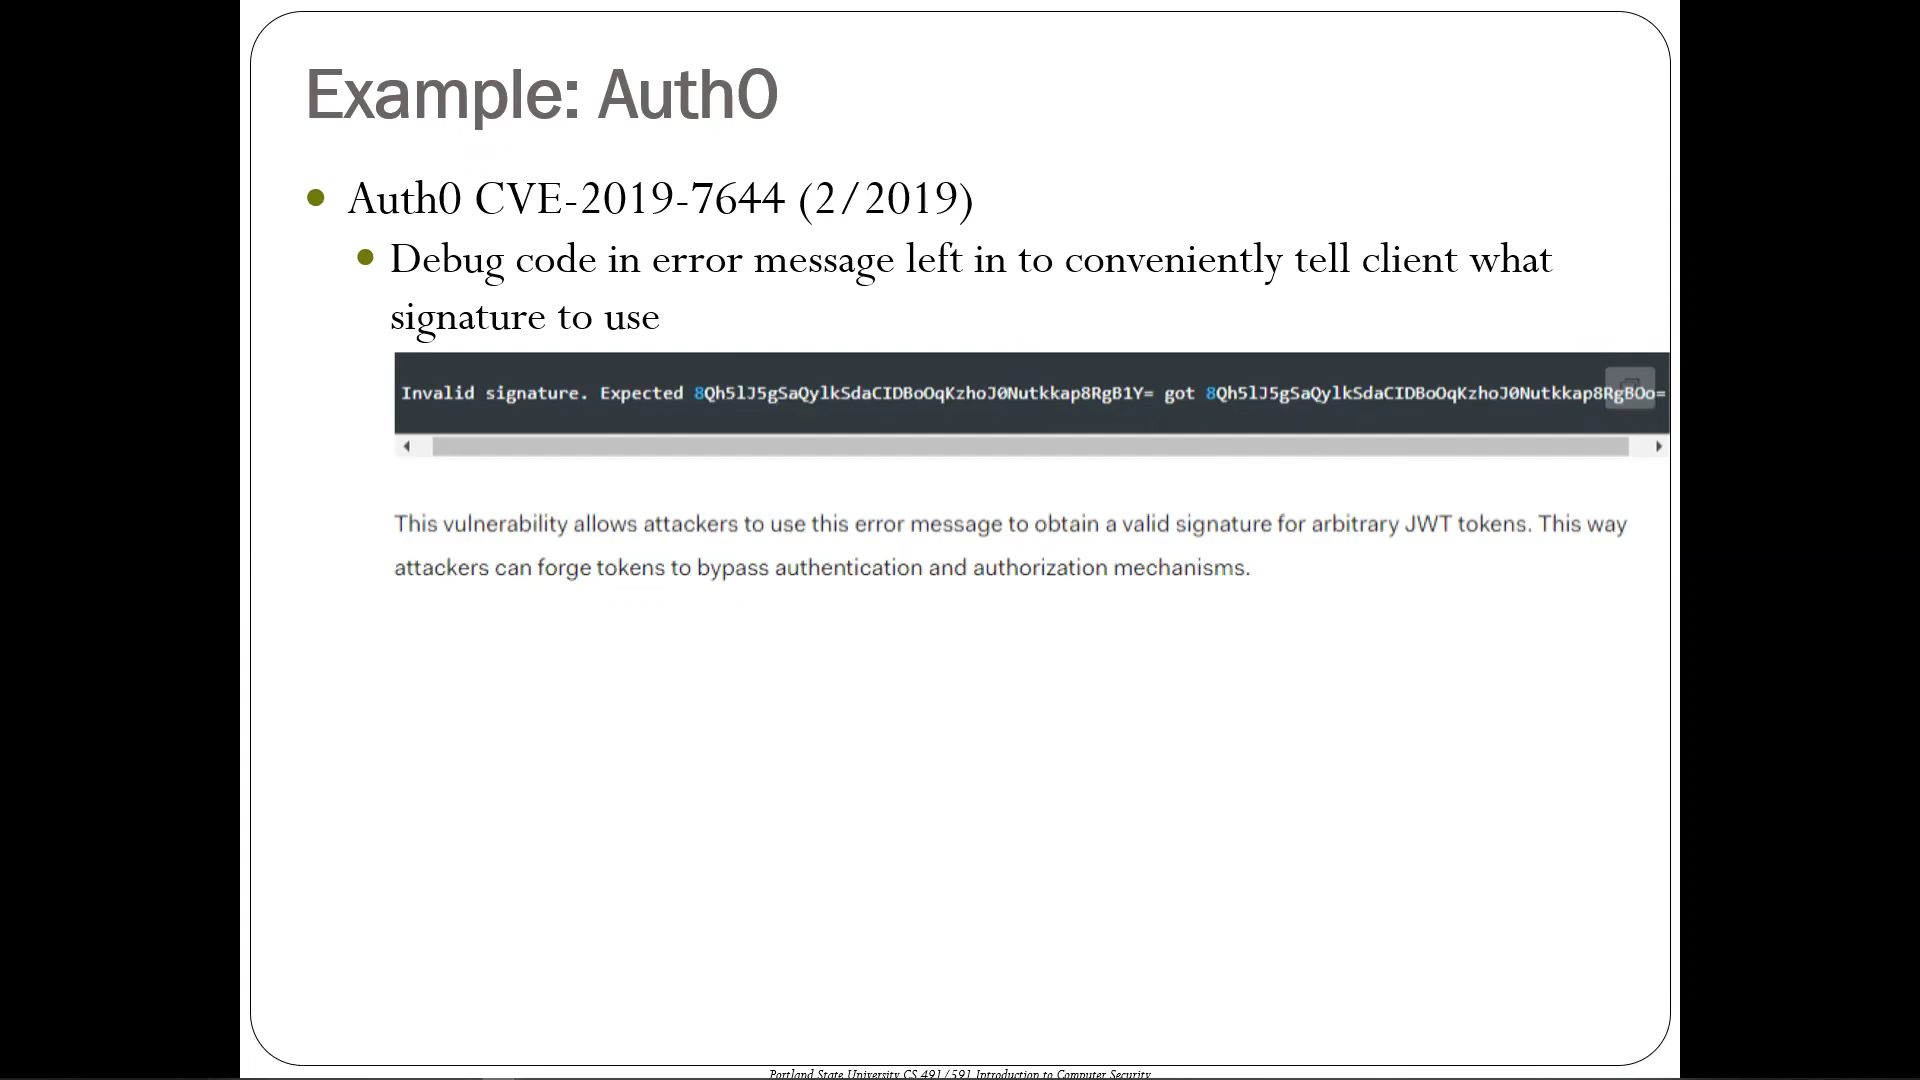 Example: Auth0
Auth0 CVE-2019-7644 (2/2019)
Debug code in error message left in to conveniently tell client what
signature to use
Invalid signature. Expected 8Qh5lJ5gSaQylkSdaCIDBoOqKzhoJ0Nutkkap8RgB1Y= got 8Qh5lJ5gSaQylkSdaCIDBoOqKzhoJ0Nutkkap8RgBOo=
This vulnerability allows attackers to use this error message to obtain a valid signature for arbitrary JWT tokens. This way
attackers can forge tokens to bypass authentication and authorization mechanisms.
Portland State University CS 491/591 Introduction to Computer Security